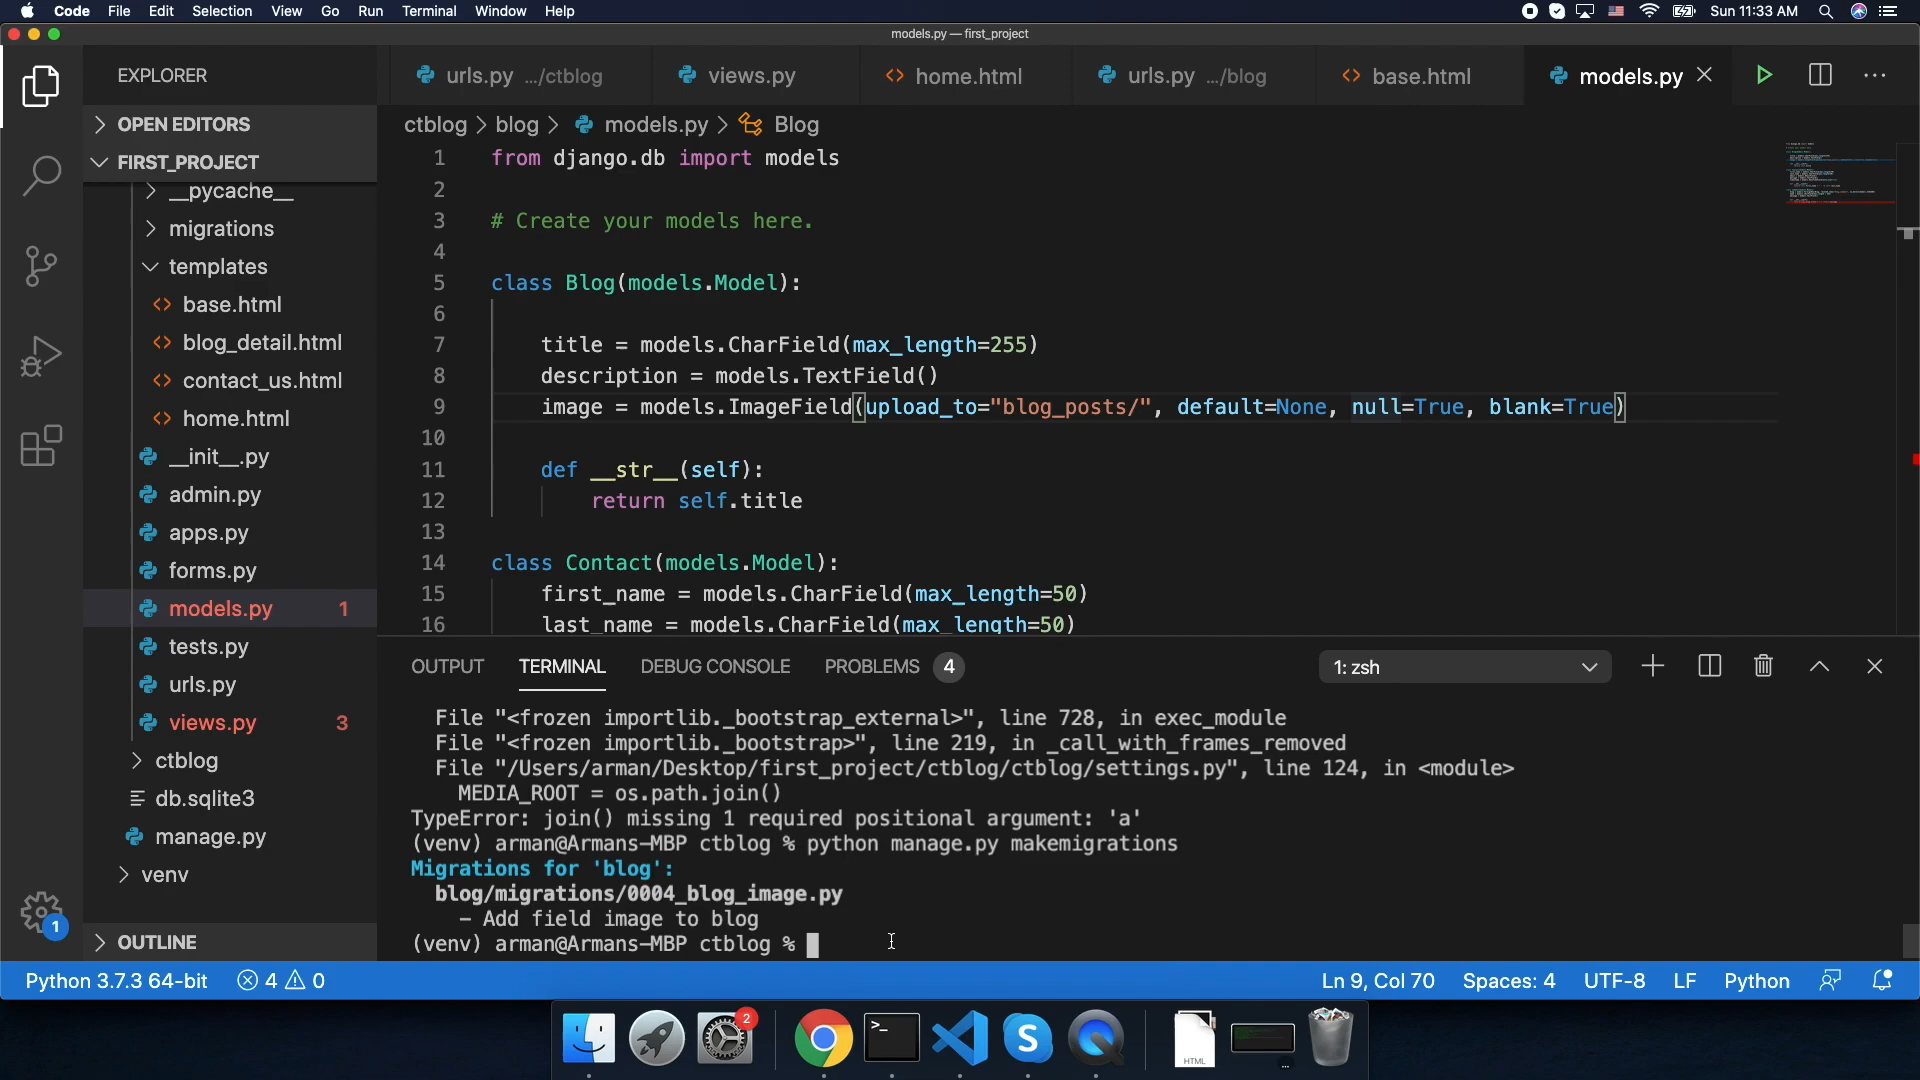 Code File Edit Selection View Go Run Terminal Window Help Sun 11:33 AM
models.py — first_project
EXPLORER
urls.py .../ctblog views.py home.html urls.py .../blog base.html models.py
OPEN EDITORS
FIRST_PROJECT
__pycache__
migrations
templates
base.html
blog_detail.html
contact_us.html
home.html
__init__.py
admin.py
apps.py
forms.py
models.py 1
tests.py
urls.py
views.py 3
ctblog
db.sqlite3
manage.py
venv
OUTLINE
1
ctblog > blog > models.py > Blog
1 from django.db import models
2
3 # Create your models here.
4
5 class Blog(models.Model):
6
7 title = models.CharField(max_length=255)
8 description = models.TextField()
9 image = models.ImageField(upload_to="blog_posts/", default=None, null=True, blank=True)
10
11 def __str__(self):
12 return self.title
13
14 class Contact(models.Model):
15 first_name = models.CharField(max_length=50)
16 last_name = models.CharField(max_length=50)
OUTPUT TERMINAL DEBUG CONSOLE PROBLEMS 4 1: zsh
File "<frozen importlib._bootstrap_external>", line 728, in exec_module
File "<frozen importlib._bootstrap>", line 219, in _call_with_frames_removed
File "/Users/arman/Desktop/first_project/ctblog/ctblog/settings.py", line 124, in <module>
MEDIA_ROOT = os.path.join()
TypeError: join() missing 1 required positional argument: 'a'
(venv) arman@Armans-MBP ctblog % python manage.py makemigrations
Migrations for 'blog':
blog/migrations/0004_blog_image.py
- Add field image to blog
(venv) arman@Armans-MBP ctblog %
Python 3.7.3 64-bit 4 0 Ln 9, Col 70 Spaces: 4 UTF-8 LF Python
2
HTML